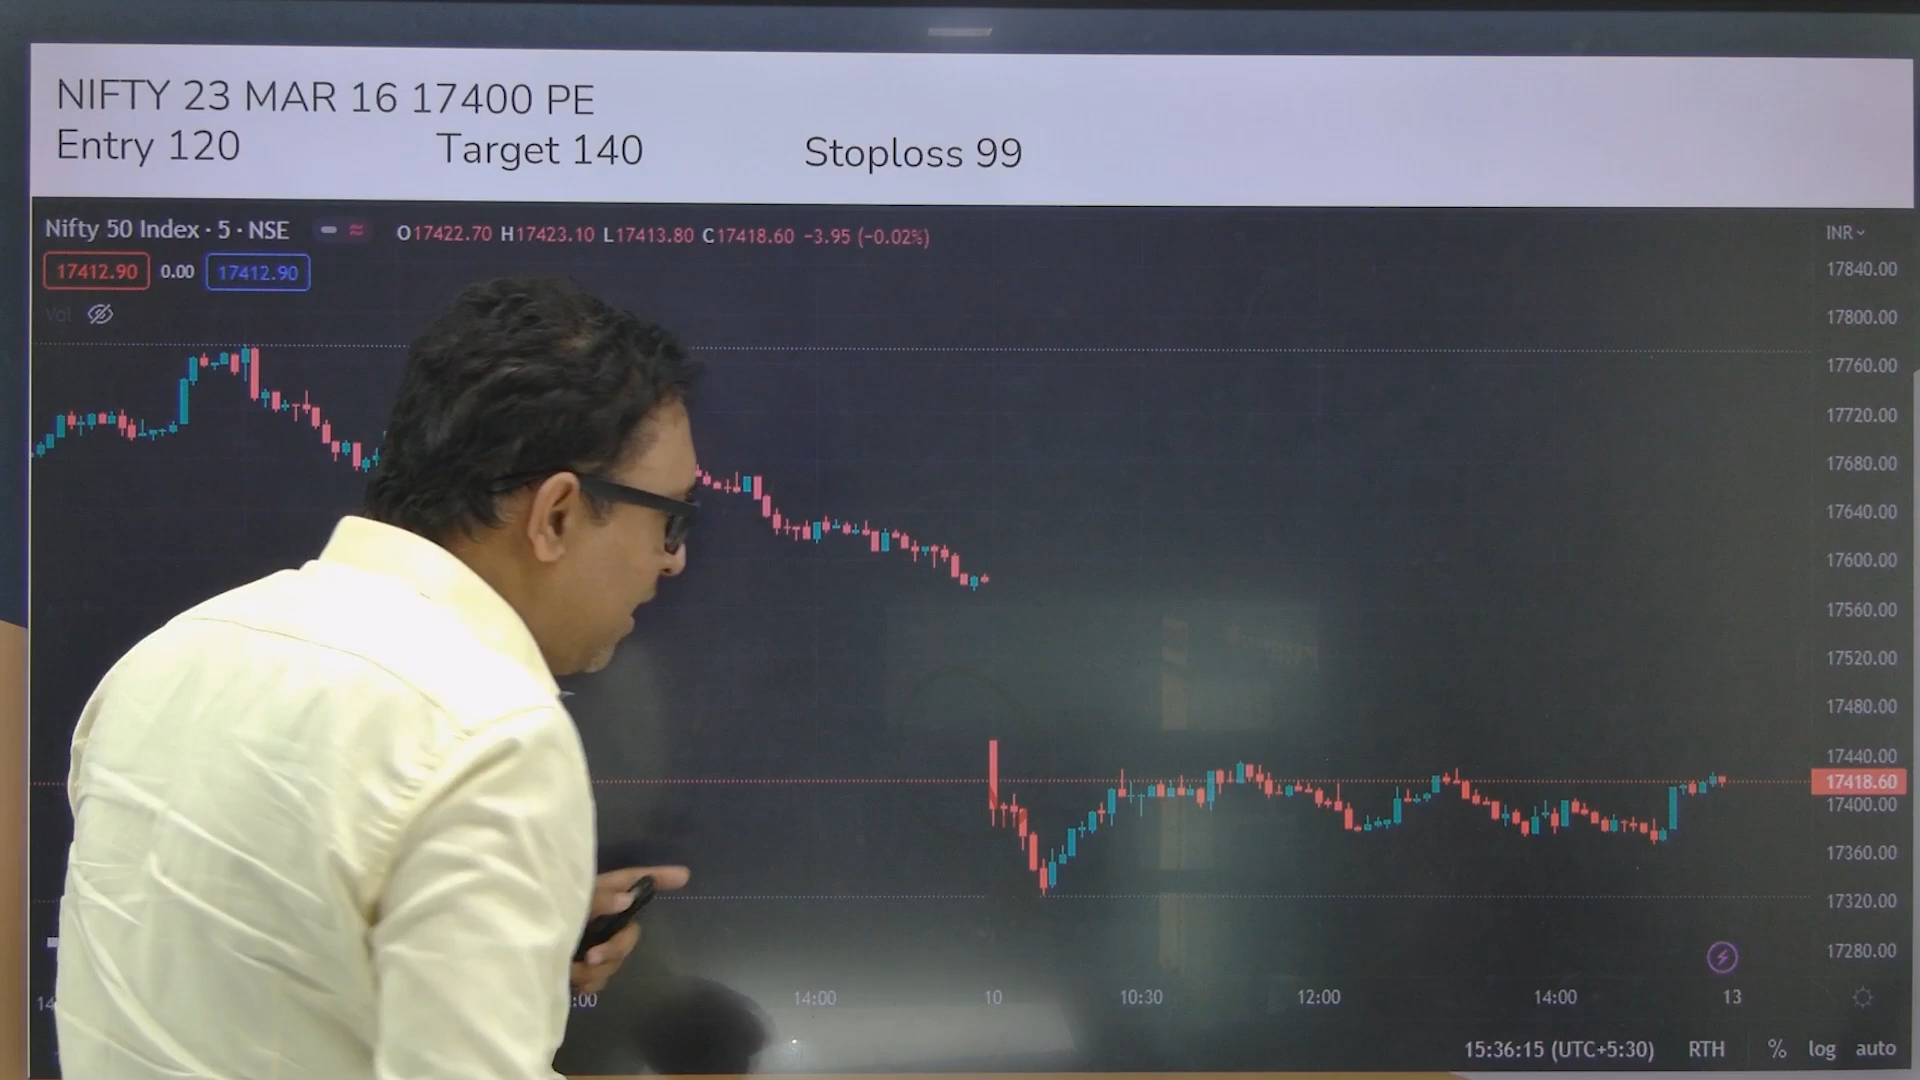 NIFTY 23 MAR 16 17400 PE
Entry 120 Target 140 Stoploss 99
Nifty 50 Index · 5 · NSE O17422.70 H17423.10 L17413.80 C17418.60 −3.95 (−0.02%) INR
17412.90 0.00 17412.90
Vol
17840.00
17800.00
17760.00
17720.00
17680.00
17640.00
17600.00
17560.00
17520.00
17480.00
17440.00
17418.60
17400.00
17360.00
17320.00
17280.00
14:00 10 10:30 12:00 14:00 13
15:36:15 (UTC+5:30) RTH % log auto